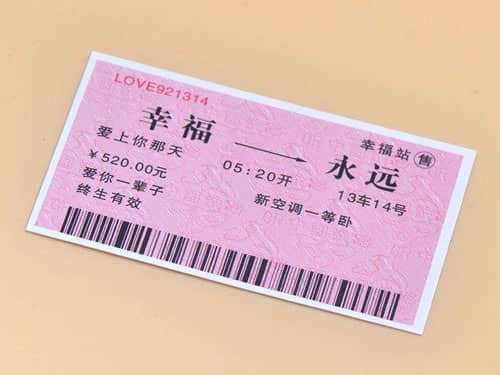 LOVE921314
幸福站 售
幸福 → 永远
爱上你那天 05:20开 13车14号
￥520.00元 新空调一等卧
爱你一辈子
终生有效